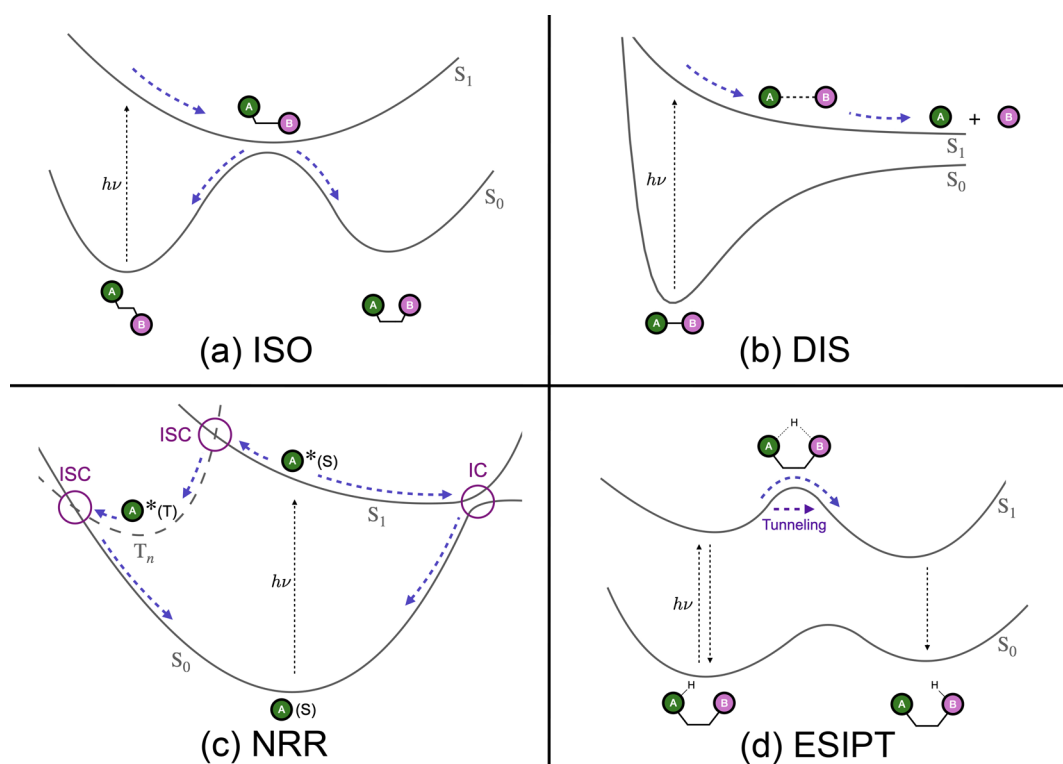 S₁
A
B
hν
S₀
A
B
A
B
(a) ISO
A
B
A + B
S₁
S₀
hν
A
B
(b) DIS
ISC
ISC
A *(S)
IC
A *(T)
S₁
Tₙ
hν
S₀
A (S)
(c) NRR
H
A
B
S₁
Tunneling
hν
S₀
H
A
B
H
A
B
(d) ESIPT